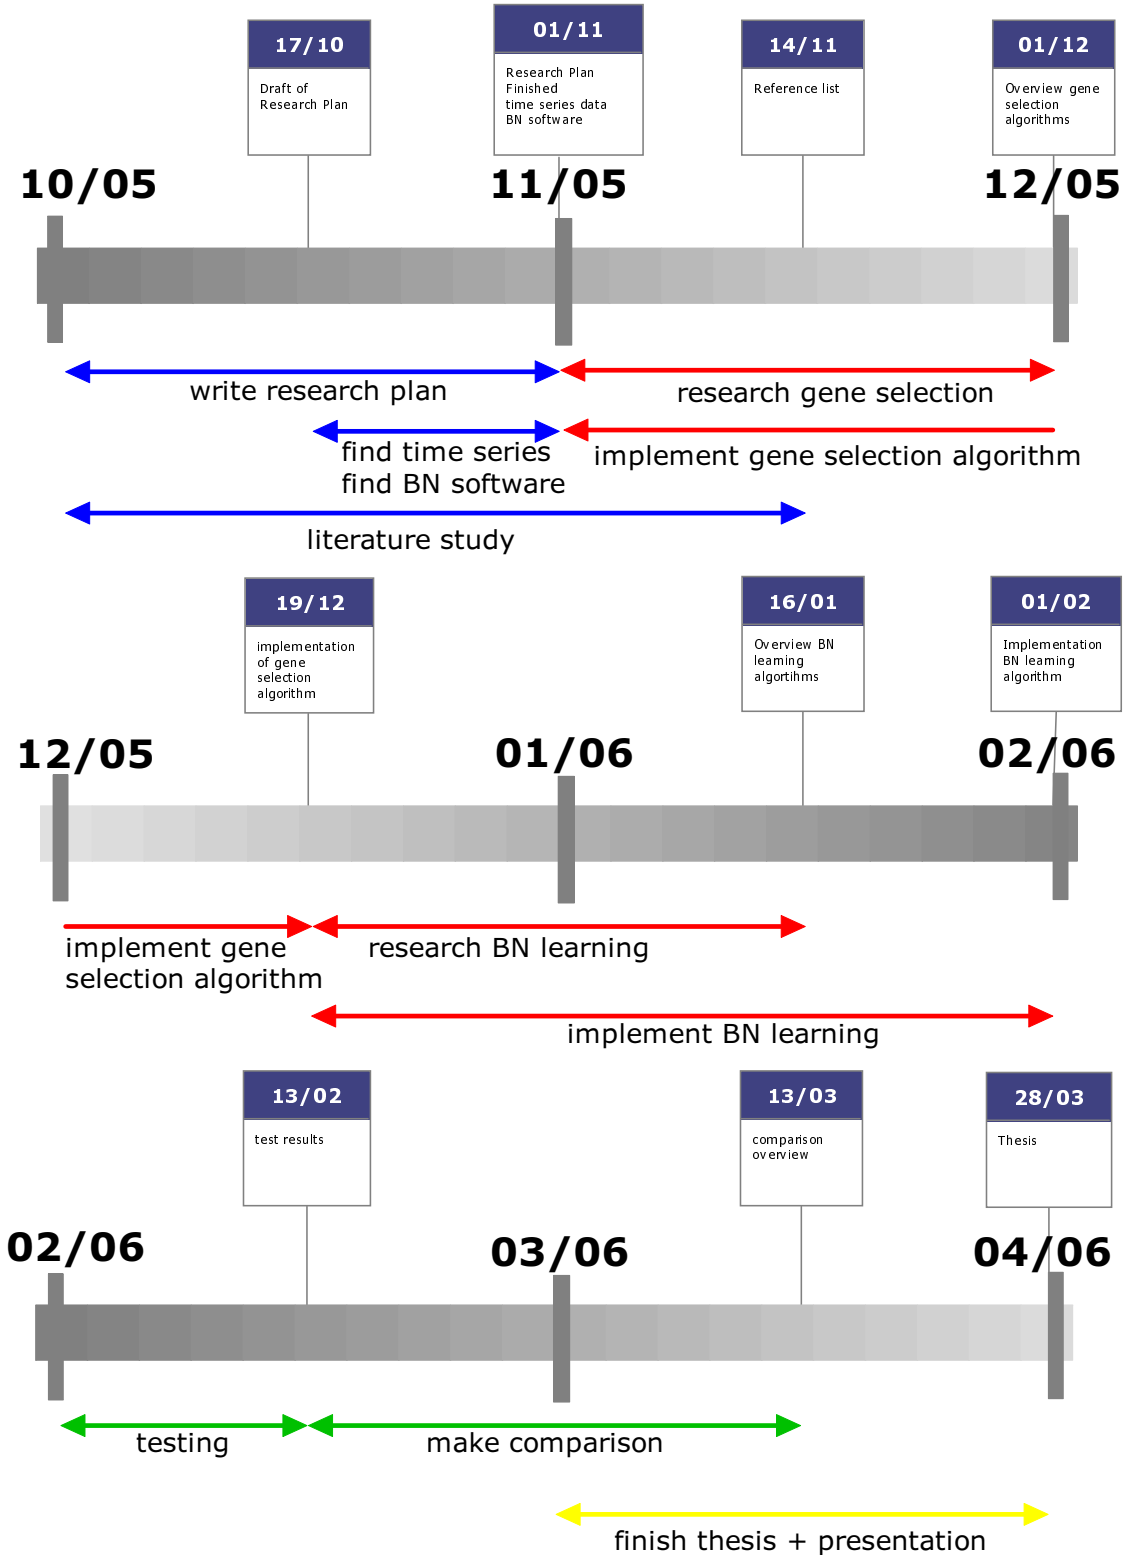 17/10
Draft of
Research Plan
01/11
Research Plan
Finished
time series data
BN software
14/11
Reference list
01/12
Overview gene
selection
algorithms
10/05
11/05
12/05
write research plan
research gene selection
find time series
find BN software
implement gene selection algorithm
literature study
19/12
implementation
of gene
selection
algorithm
16/01
Overview BN
learning
algortihms
01/02
Implementation
BN learning
algorithm
12/05
01/06
02/06
implement gene
selection algorithm
research BN learning
implement BN learning
13/02
test results
13/03
comparison
overview
28/03
Thesis
02/06
03/06
04/06
testing
make comparison
finish thesis + presentation